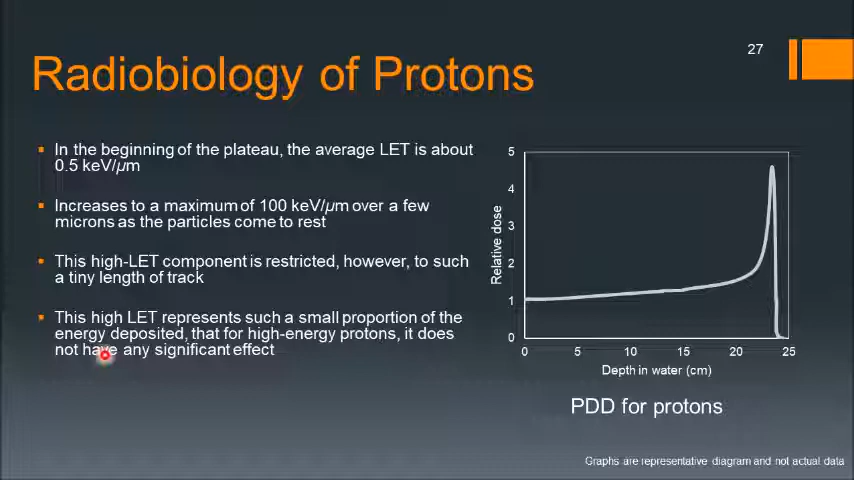 27
Radiobiology of Protons
In the beginning of the plateau, the average LET is about
0.5 keV/µm
Increases to a maximum of 100 keV/µm over a few
microns as the particles come to rest
This high-LET component is restricted, however, to such
a tiny length of track
This high LET represents such a small proportion of the
energy deposited, that for high-energy protons, it does
not have any significant effect
5
4
3
2
1
0
Relative dose
0 5 10 15 20 25
Depth in water (cm)
PDD for protons
Graphs are representative diagram and not actual data